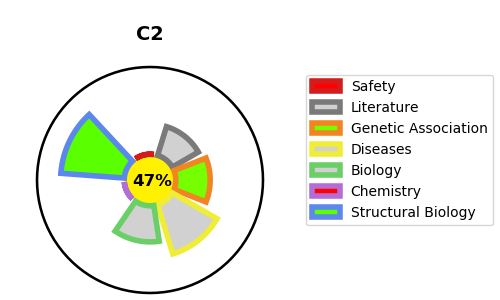 C2
47%
Safety
Literature
Genetic Association
Diseases
Biology
Chemistry
Structural Biology